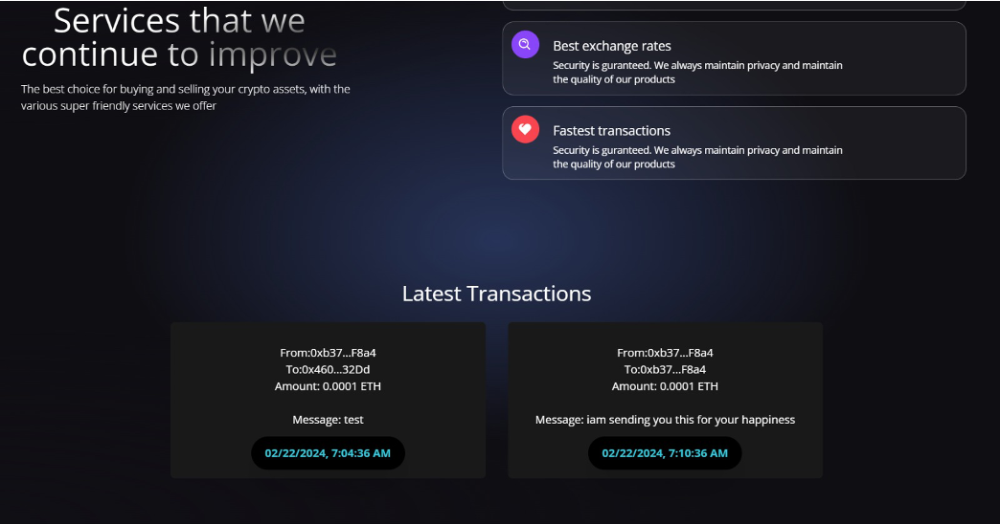 Services that we
continue to improve
The best choice for buying and selling your crypto assets, with the
various super friendly services we offer
Best exchange rates
Security is guranteed. We always maintain privacy and maintain
the quality of our products
Fastest transactions
Security is guranteed. We always maintain privacy and maintain
the quality of our products
Latest Transactions
From:0xb37...F8a4
To:0x460...32Dd
Amount: 0.0001 ETH
Message: test
02/22/2024, 7:04:36 AM
From:0xb37...F8a4
To:0xb37...F8a4
Amount: 0.0001 ETH
Message: iam sending you this for your happiness
02/22/2024, 7:10:36 AM